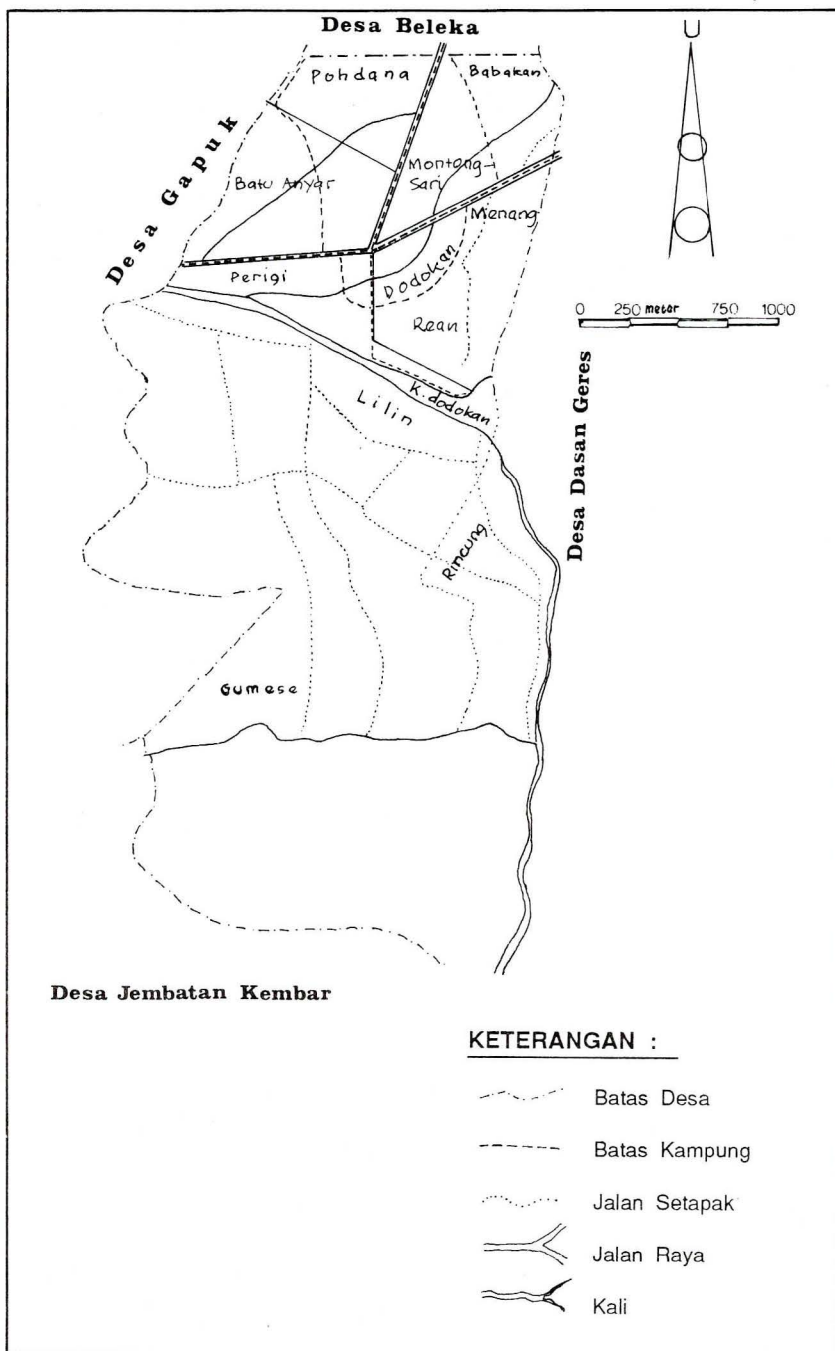 Desa Beleka
U
Pohdana
Babakan
Desa Gapuk
Batu Anyar
Montong-
Sari
Menang
Perigi
Dodokan
Rean
0 250 meter 750 1000
K. dodokan
Lilin
Desa Dasan Geres
Rincung
Gumese
Desa Jembatan Kembar
KETERANGAN :
Batas Desa
Batas Kampung
Jalan Setapak
Jalan Raya
Kali